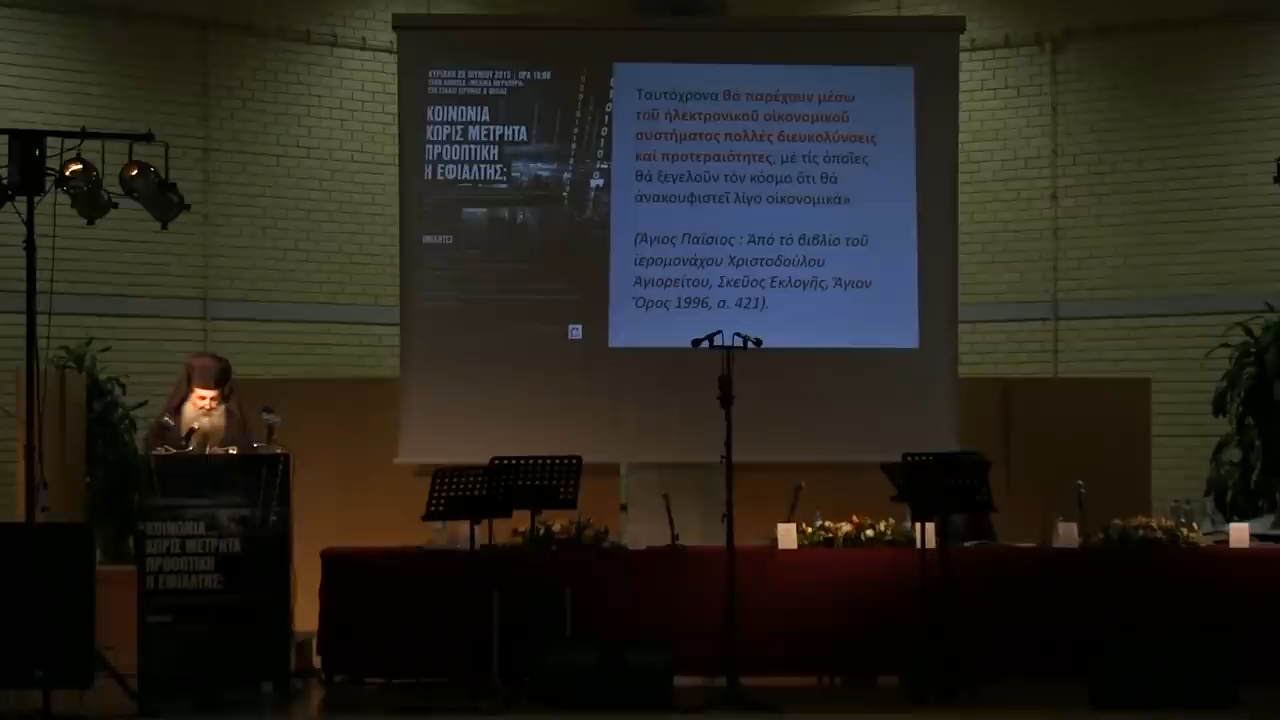 ΚΥΡΙΑΚΗ 28 ΙΟΥΝΙΟΥ 2015 | ΩΡΑ 18:00
ΚΟΙΝΩΝΙΑ
ΧΩΡΙΣ ΜΕΤΡΗΤΑ
ΠΡΟΟΠΤΙΚΗ
Ή ΕΦΙΑΛΤΗΣ;
ΟΜΙΛΗΤΕΣ
Ταυτόχρονα θά παρέχουν μέσω
τοῦ ἠλεκτρονικοῦ οἰκονομικοῦ
συστήματος πολλές διευκολύνσεις
καί προτεραιότητες, μέ τίς ὁποῖες
θά ξεγελοῦν τόν κόσμο ὅτι θά
ἀνακουφιστεῖ λίγο οἰκονομικά»
(Ἅγιος Παΐσιος : Ἀπό τό βιβλίο τοῦ
ἱερομονάχου Χριστοδούλου
Ἁγιορείτου, Σκεῦος Ἐκλογῆς, Ἅγιον
Ὄρος 1996, σ. 421).
ΚΟΙΝΩΝΙΑ
ΧΩΡΙΣ ΜΕΤΡΗΤΑ
ΠΡΟΟΠΤΙΚΗ
Ή ΕΦΙΑΛΤΗΣ;